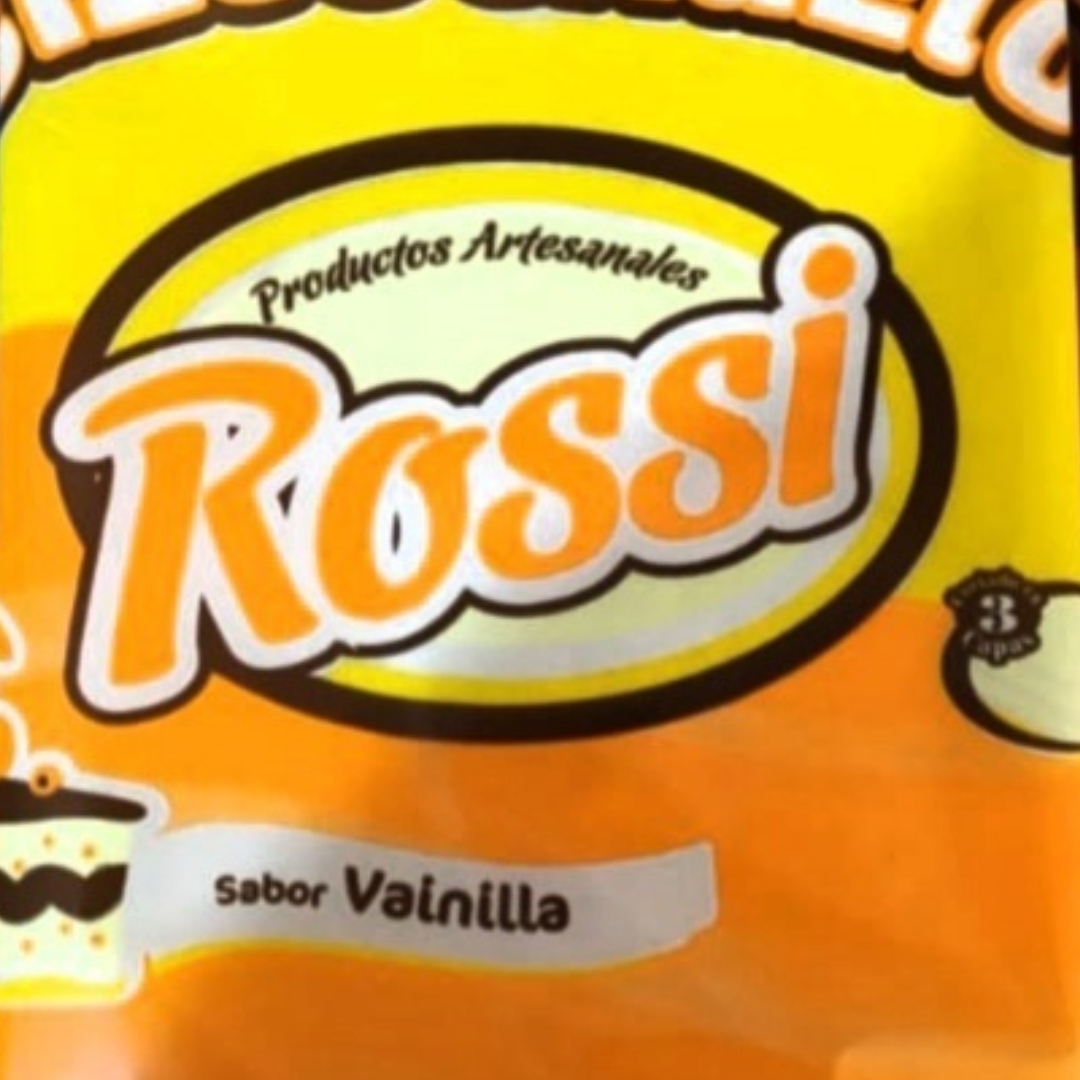 Productos Artesanales
Rossi
3
Capas
Sabor Vainilla